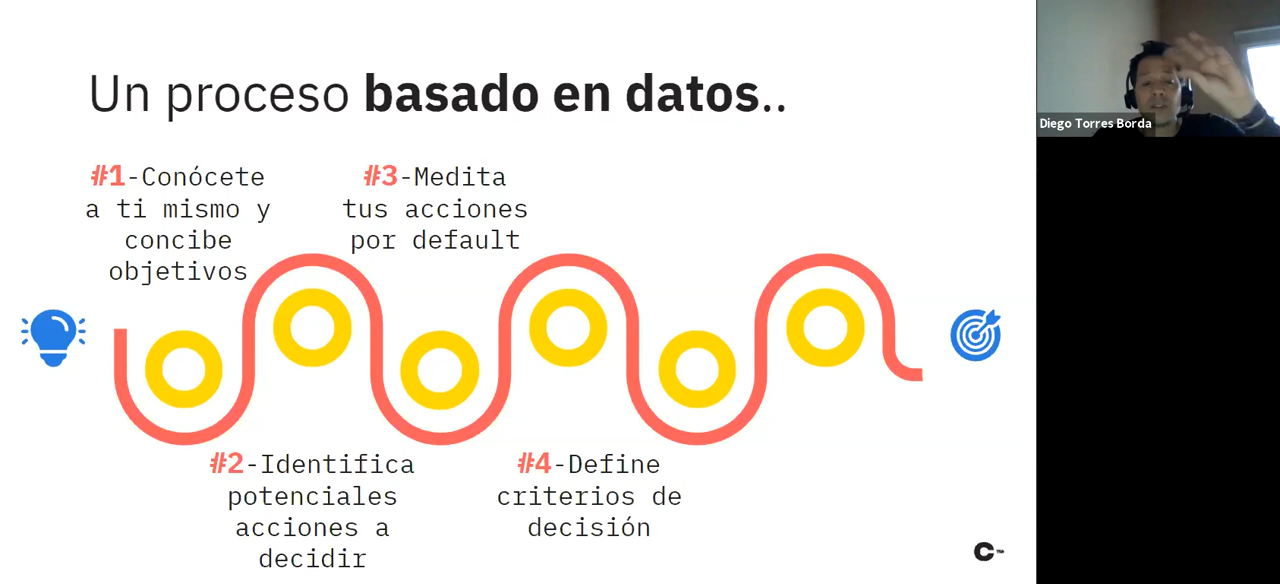 Un proceso basado en datos..
#1-Conócete
a ti mismo y
concibe
objetivos
#3-Medita
tus acciones
por default
#2-Identifica
potenciales
acciones a
decidir
#4-Define
criterios de
decisión
Diego Torres Borda
C™